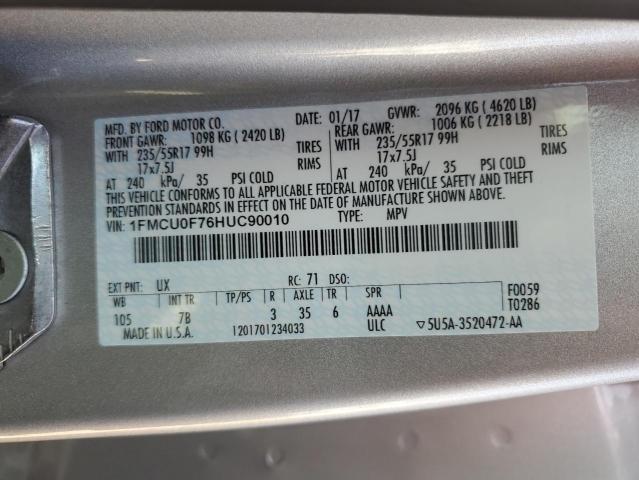 MFD. BY FORD MOTOR CO. DATE: 01/17 GVWR: 2096 KG ( 4620 LB)
FRONT GAWR: 1098 KG ( 2420 LB) REAR GAWR: 1006 KG ( 2218 LB)
WITH 235/55R17 99H TIRES WITH 235/55R17 99H TIRES
17x7.5J RIMS 17x7.5J RIMS
AT 240 kPa/ 35 PSI COLD AT 240 kPa/ 35 PSI COLD
THIS VEHICLE CONFORMS TO ALL APPLICABLE FEDERAL MOTOR VEHICLE SAFETY AND THEFT
PREVENTION STANDARDS IN EFFECT ON THE DATE OF MANUFACTURE SHOWN ABOVE.
VIN: 1FMCU0F76HUC90010 TYPE: MPV
EXT PNT: UX RC: 71 DSO: F0059
WB INT TR TP/PS R AXLE TR SPR T0286
105 7B 3 35 6 AAAA
MADE IN U.S.A. 1201701234033 ULC ▽5U5A-3520472-AA